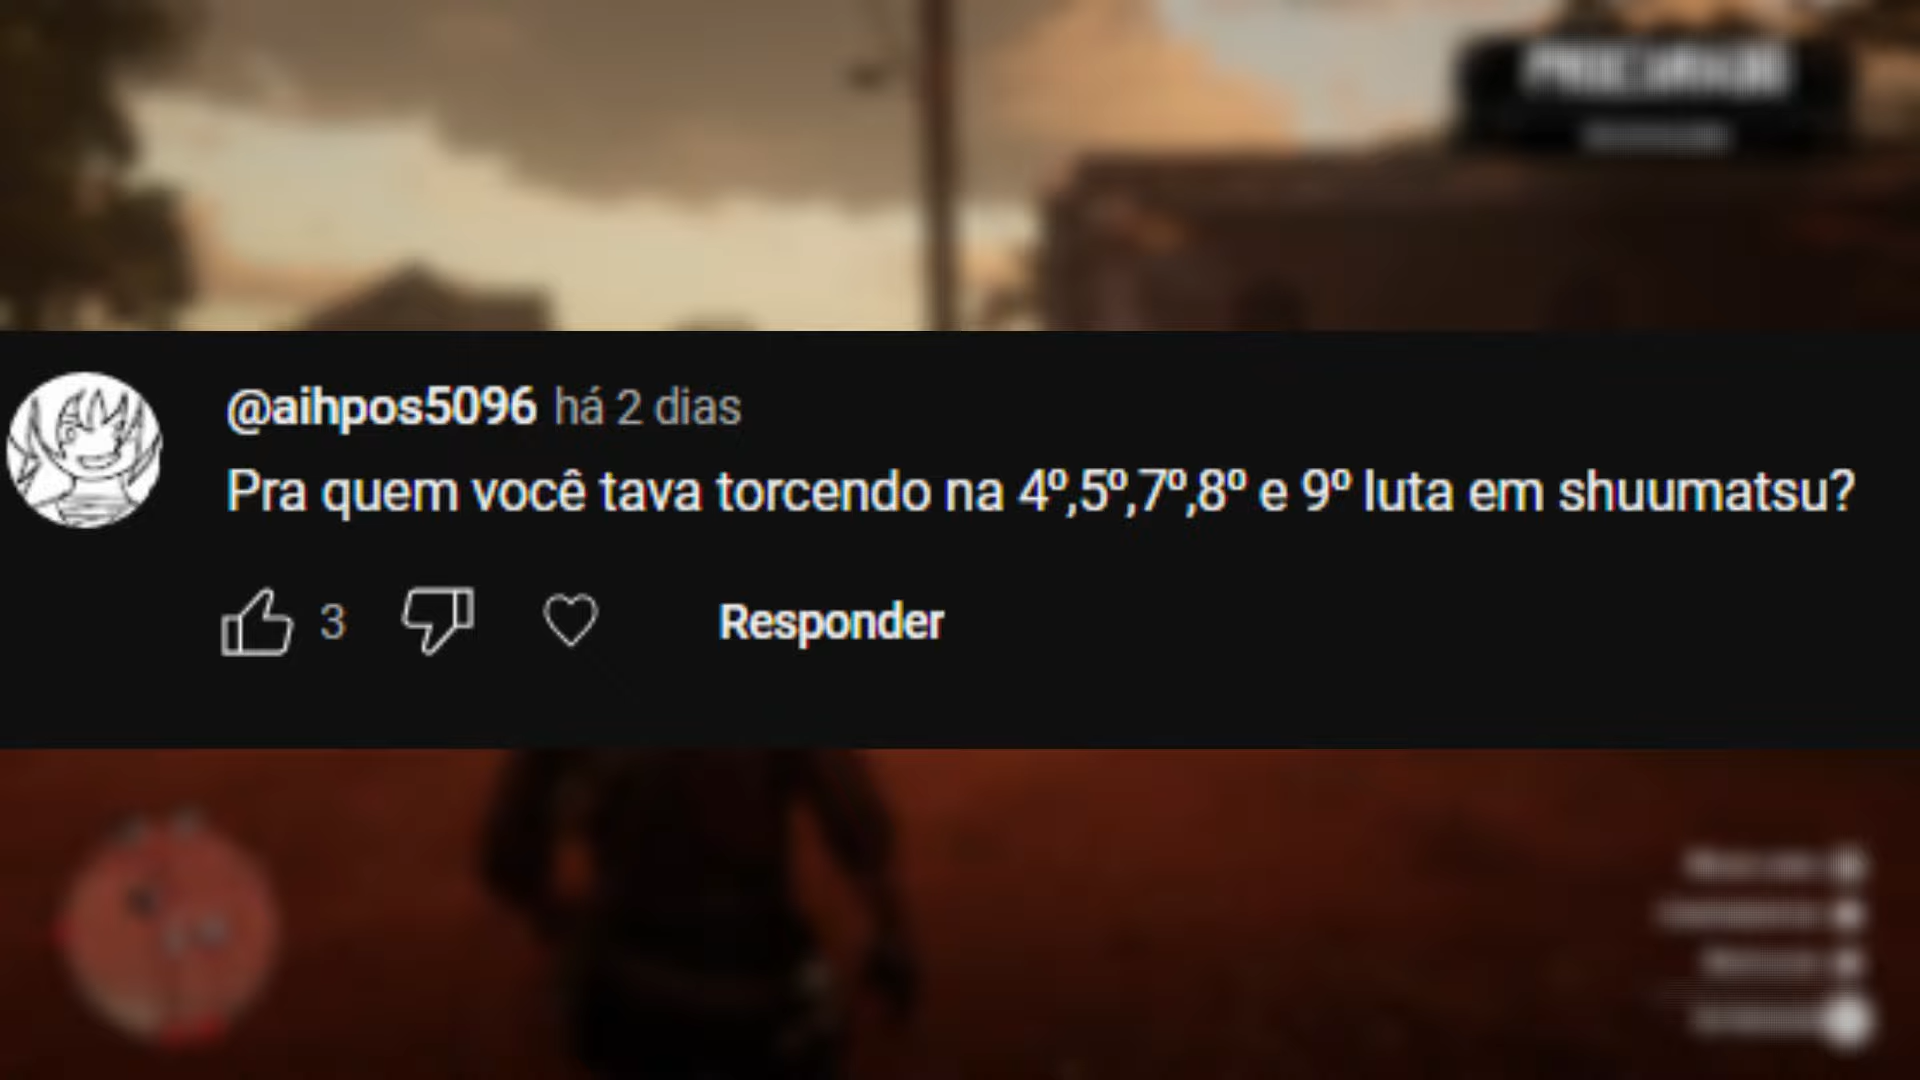 @aihpos5096 há 2 dias
Pra quem você tava torcendo na 4º,5º,7º,8º e 9º luta em shuumatsu?
3
Responder